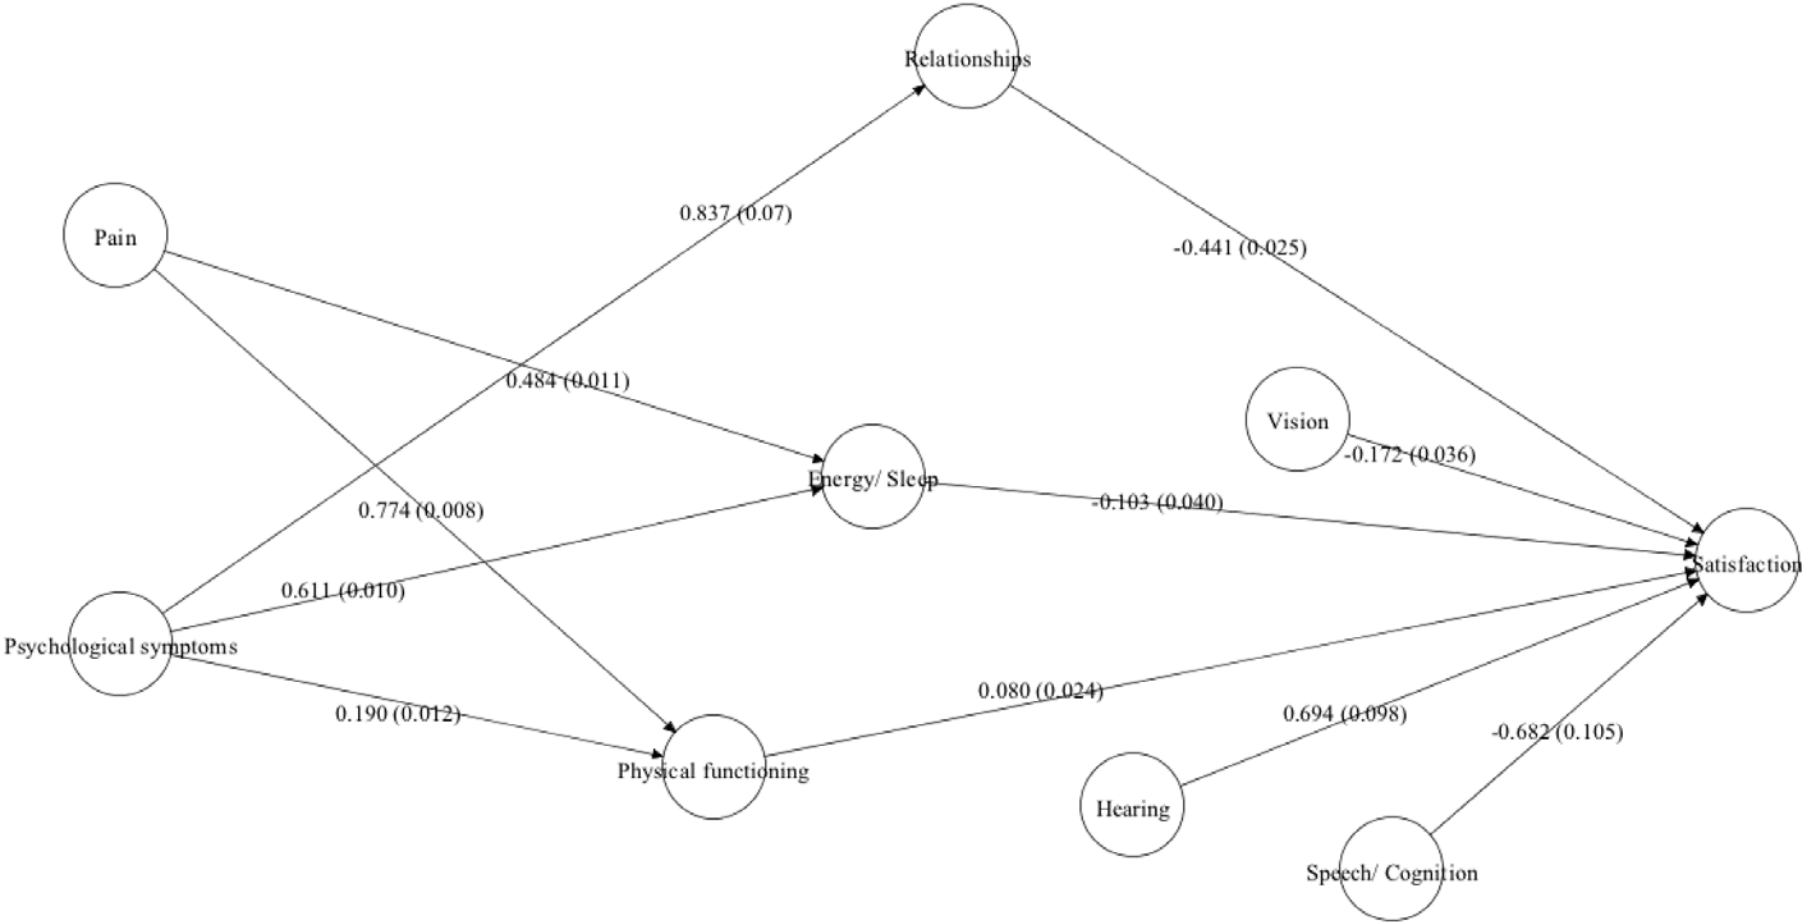 Relationships
0.837 (0.07)
Pain
-0.441 (0.025)
0.484 (0.011)
Vision
-0.172 (0.036)
Energy/ Sleep
-0.103 (0.040)
0.774 (0.008)
Satisfaction
0.611 (0.010)
Psychological symptoms
0.080 (0.024)
0.190 (0.012)
0.694 (0.098)
-0.682 (0.105)
Physical functioning
Hearing
Speech/ Cognition